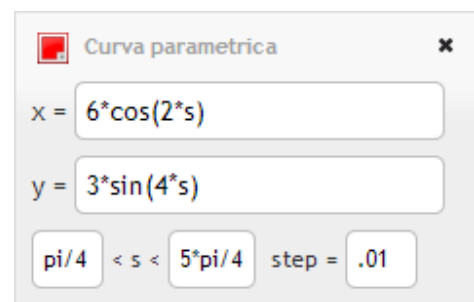 Curva parametrica ✖
x = 6*cos(2*s)
y = 3*sin(4*s)
pi/4 < s < 5*pi/4 step = .01